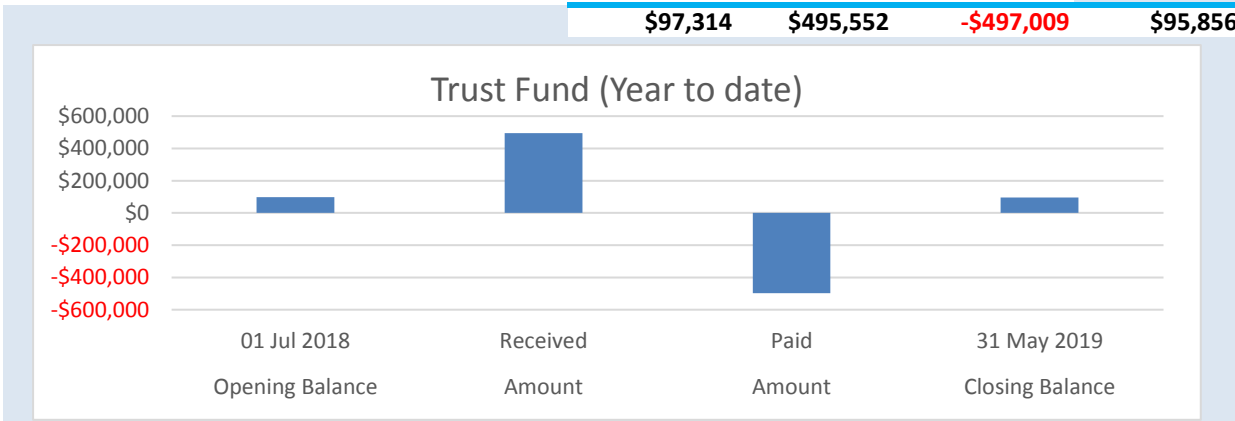 $97,314 $495,552 -$497,009 $95,856
Trust Fund (Year to date)
$600,000
$400,000
$200,000
$0
-$200,000
-$400,000
-$600,000
01 Jul 2018 Received Paid 31 May 2019
Opening Balance Amount Amount Closing Balance